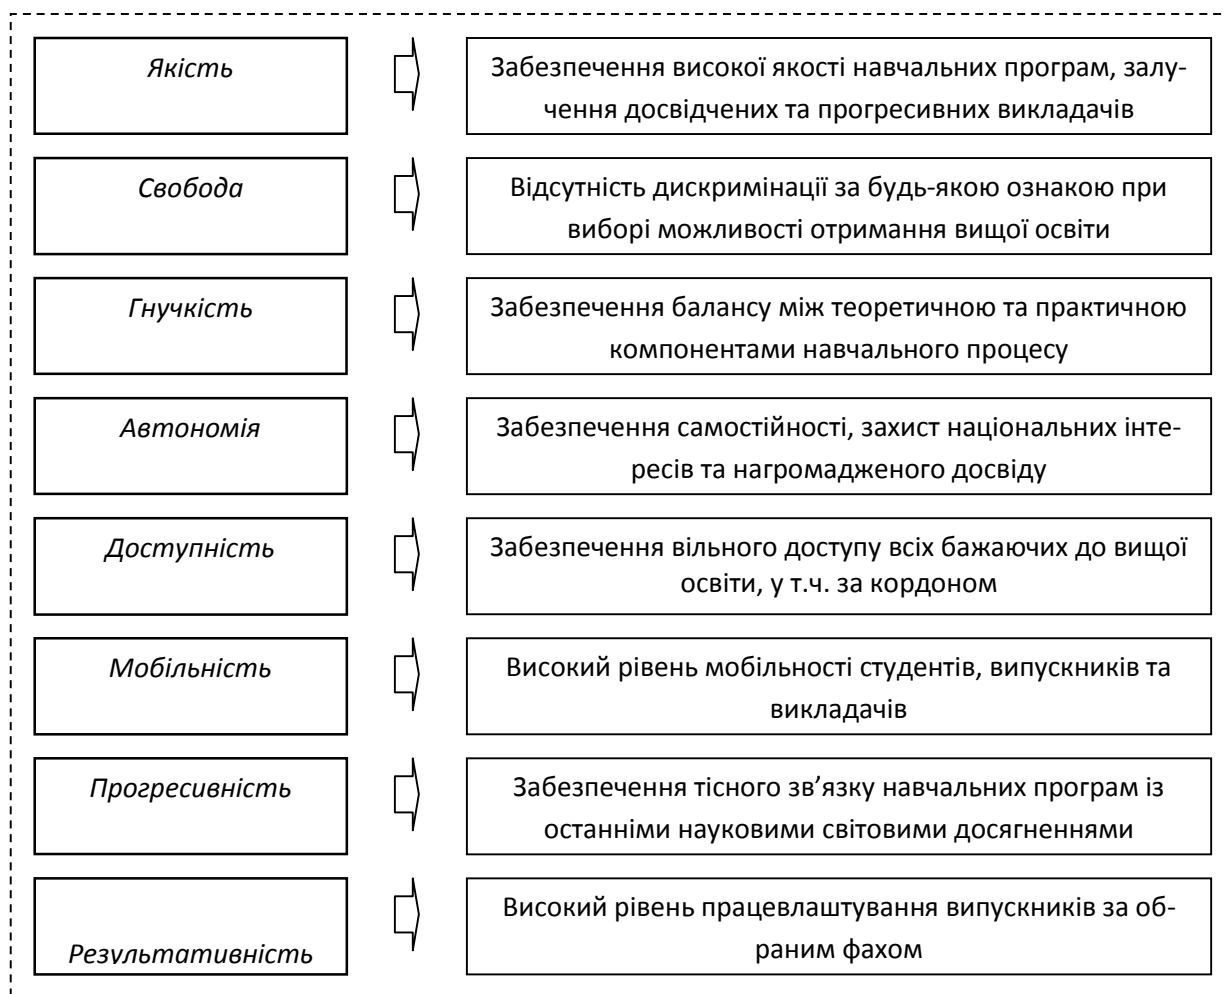 Якість
Забезпечення високої якості навчальних програм, залу-
чення досвідчених та прогресивних викладачів
Свобода
Відсутність дискримінації за будь-якою ознакою при
виборі можливості отримання вищої освіти
Гнучкість
Забезпечення балансу між теоретичною та практичною
компонентами навчального процесу
Автономія
Забезпечення самостійності, захист національних інте-
ресів та нагромадженого досвіду
Доступність
Забезпечення вільного доступу всіх бажаючих до вищої
освіти, у т.ч. за кордоном
Мобільність
Високий рівень мобільності студентів, випускників та
викладачів
Прогресивність
Забезпечення тісного зв’язку навчальних програм із
останніми науковими світовими досягненнями
Результативність
Високий рівень працевлаштування випускників за об-
раним фахом